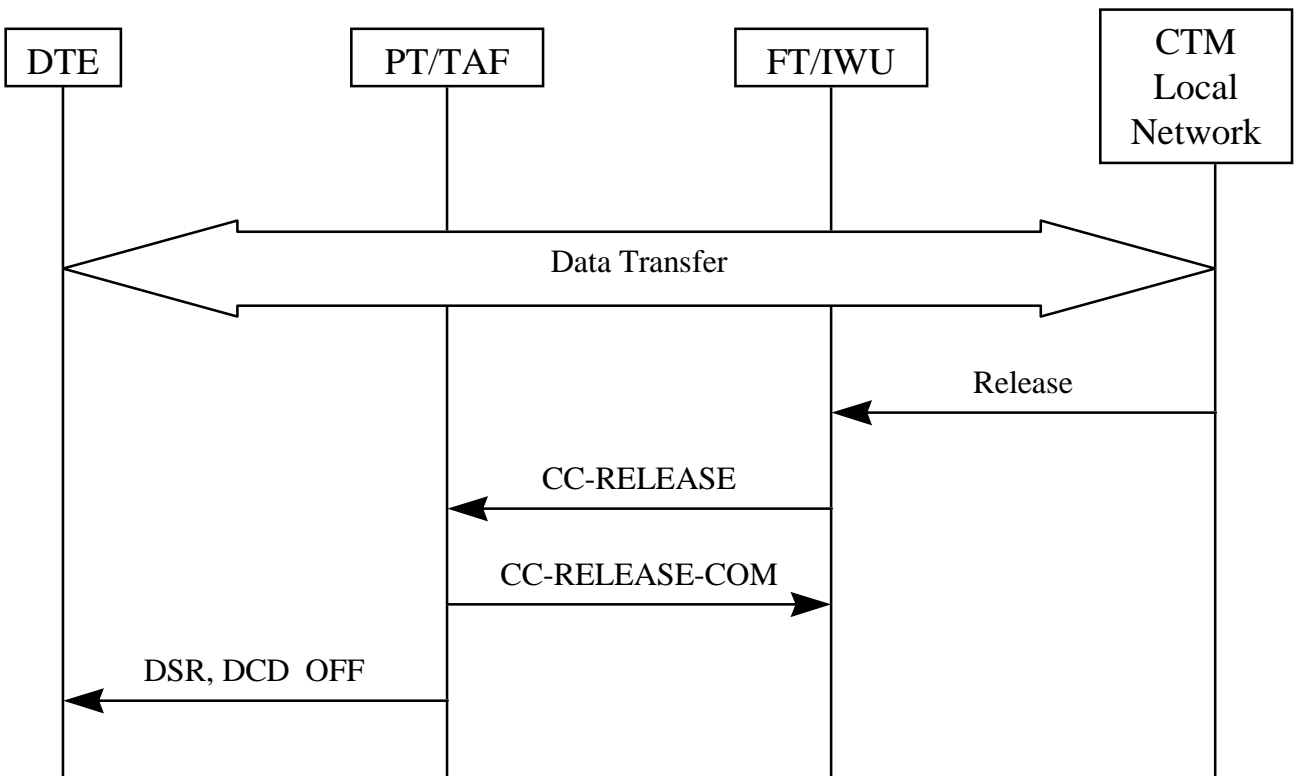 DTE
PT/TAF
FT/IWU
CTM
Local
Network
Data Transfer
Release
CC-RELEASE
CC-RELEASE-COM
DSR, DCD  OFF